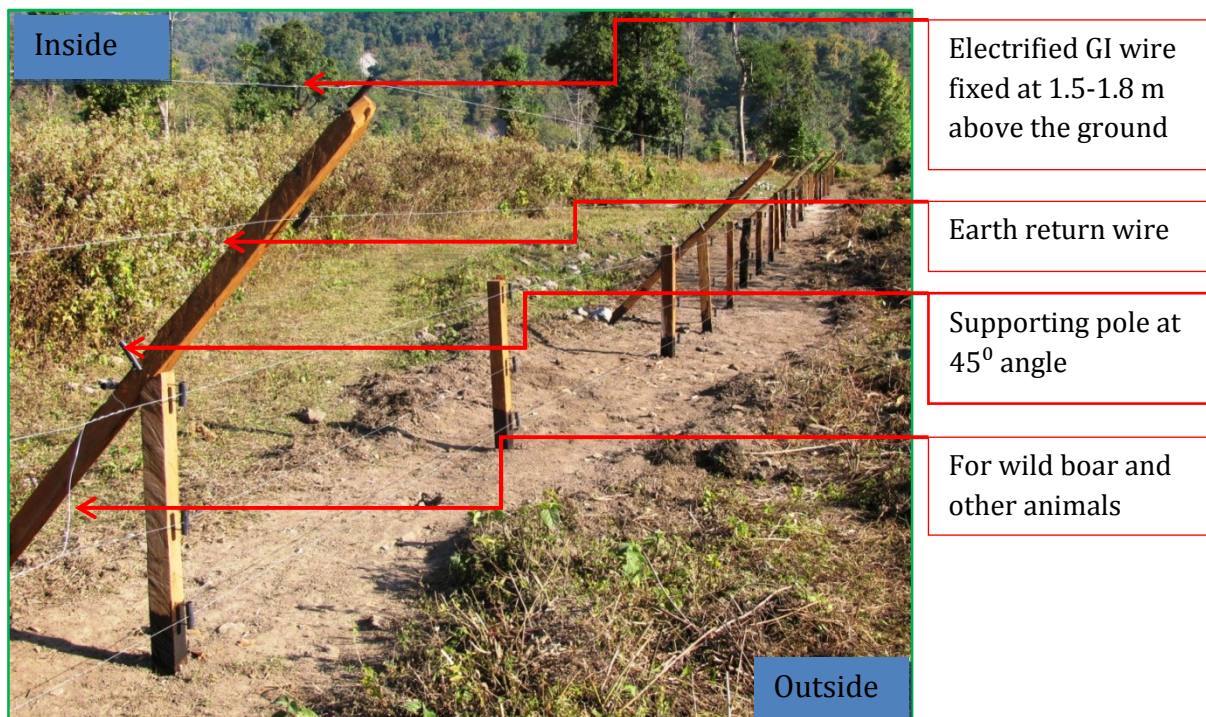 Inside
Electrified GI wire
fixed at 1.5-1.8 m
above the ground
Earth return wire
Supporting pole at
45⁰ angle
For wild boar and
other animals
Outside